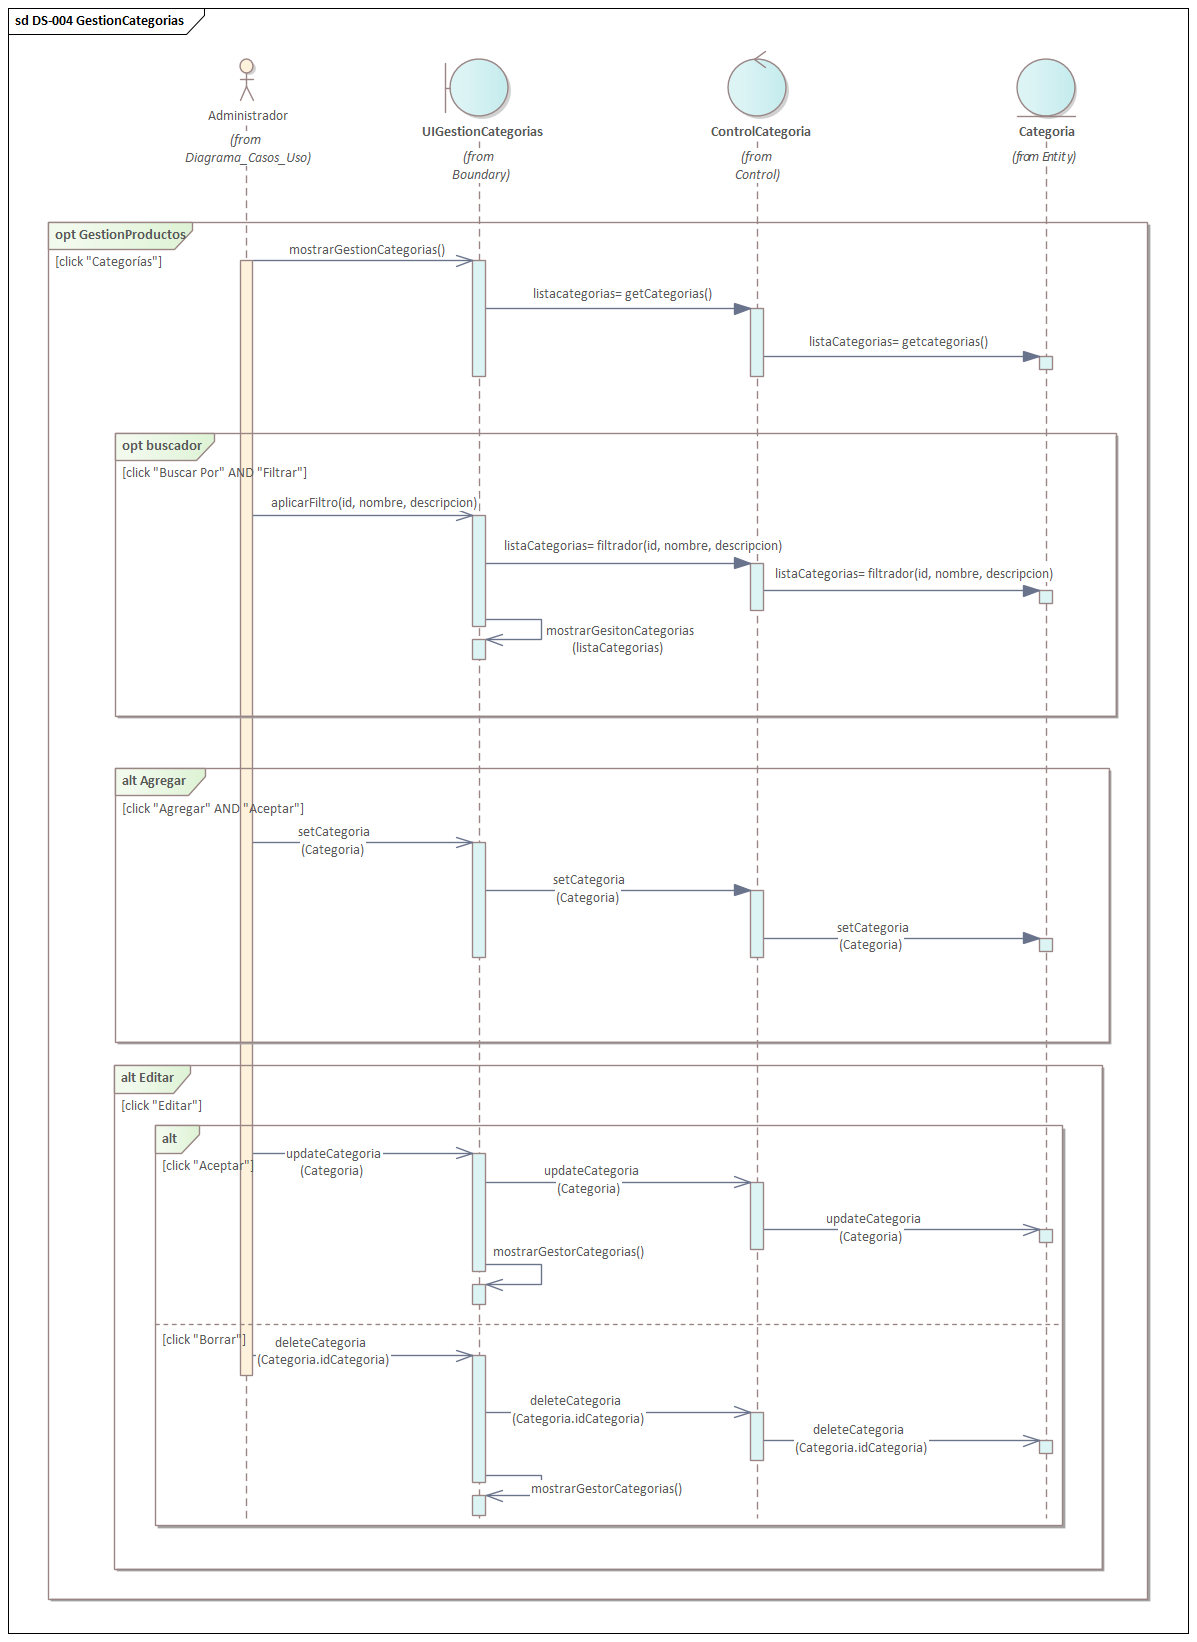 sd DS-004 GestionCategorias
Administrador
(from
Diagrama_Casos_Uso)
UIGestionCategorias
(from
Boundary)
ControlCategoria
(from
Control)
Categoria
(from Entity)
opt GestionProductos
[click "Categorías"]
mostrarGestionCategorias()
listacategorias= getCategorias()
listaCategorias= getcategorias()
opt buscador
[click "Buscar Por" AND "Filtrar"]
aplicarFiltro(id, nombre, descripcion)
listaCategorias= filtrador(id, nombre, descripcion)
listaCategorias= filtrador(id, nombre, descripcion)
mostrarGesitonCategorias
(listaCategorias)
alt Agregar
[click "Agregar" AND "Aceptar"]
setCategoria
(Categoria)
setCategoria
(Categoria)
setCategoria
(Categoria)
alt Editar
[click "Editar"]
alt
[click "Aceptar"]
updateCategoria
(Categoria)
updateCategoria
(Categoria)
updateCategoria
(Categoria)
mostrarGestorCategorias()
[click "Borrar"]
deleteCategoria
(Categoria.idCategoria)
deleteCategoria
(Categoria.idCategoria)
deleteCategoria
(Categoria.idCategoria)
mostrarGestorCategorias()